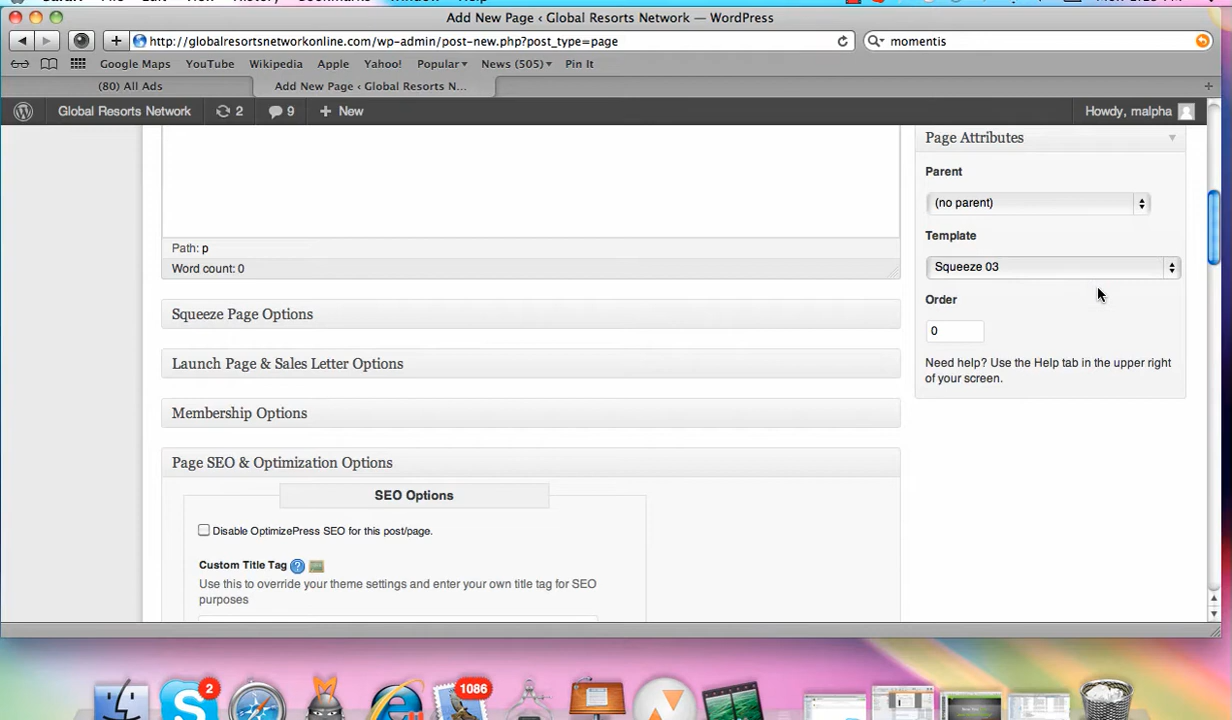 Add New Page ‹ Global Resorts Network — WordPress
http://globalresortsnetworkonline.com/wp-admin/post-new.php?post_type=page
momentis
Google Maps YouTube Wikipedia Apple Yahoo! Popular News (505) Pin It
(80) All Ads
Add New Page ‹ Global Resorts N...
Global Resorts Network 2 9 + New
Howdy, malpha
Page Attributes
Parent
(no parent)
Template
Squeeze 03
Order
0
Need help? Use the Help tab in the upper right
of your screen.
Path: p
Word count: 0
Squeeze Page Options
Launch Page & Sales Letter Options
Membership Options
Page SEO & Optimization Options
SEO Options
Disable OptimizePress SEO for this post/page.
Custom Title Tag ?
Use this to override your theme settings and enter your own title tag for SEO
purposes
2
1086